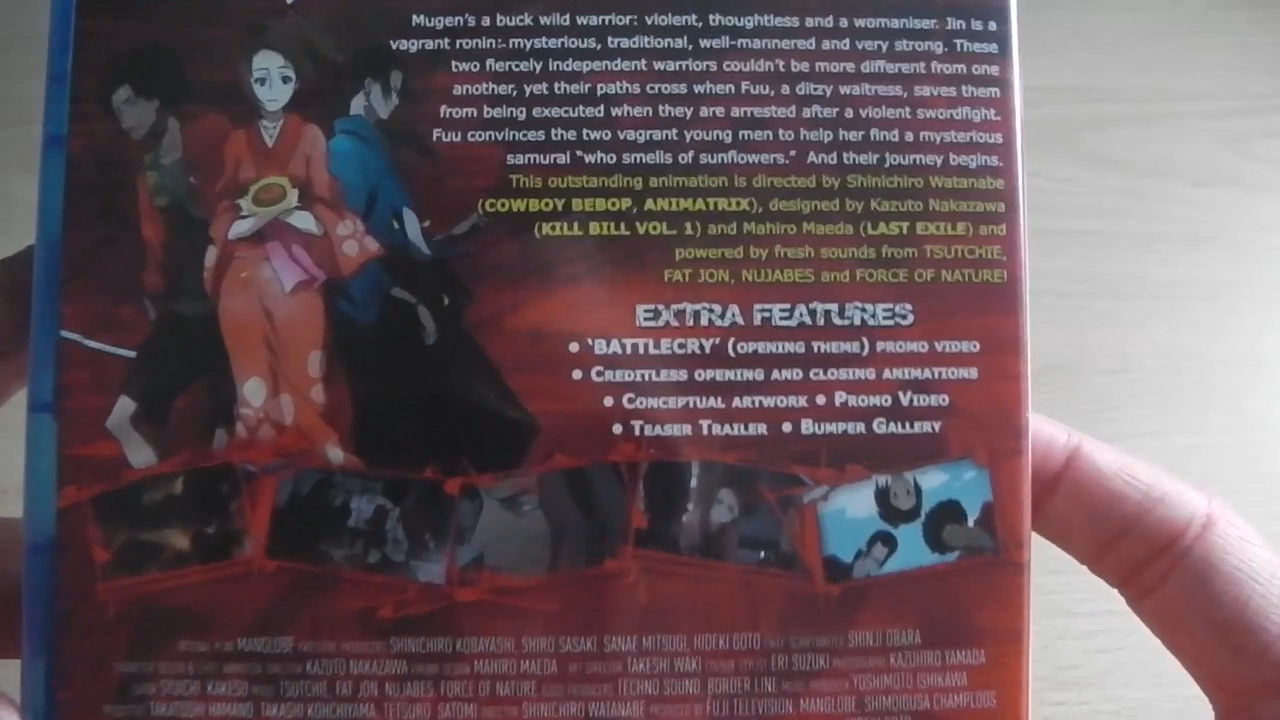 Mugen's a buck wild warrior: violent, thoughtless and a womaniser. Jin is a
vagrant ronin: mysterious, traditional, well-mannered and very strong. These
two fiercely independent warriors couldn't be more different from one
another, yet their paths cross when Fuu, a ditzy waitress, saves them
from being executed when they are arrested after a violent swordfight.
Fuu convinces the two vagrant young men to help her find a mysterious
samurai "who smells of sunflowers." And their journey begins.
This outstanding animation is directed by Shinichiro Watanabe
(COWBOY BEBOP, ANIMATRIX), designed by Kazuto Nakazawa
(KILL BILL VOL. 1) and Mahiro Maeda (LAST EXILE) and
powered by fresh sounds from TSUTCHIE,
FAT JON, NUJABES and FORCE OF NATURE!
EXTRA FEATURES
• 'BATTLECRY' (OPENING THEME) PROMO VIDEO
• CREDITLESS OPENING AND CLOSING ANIMATIONS
• CONCEPTUAL ARTWORK • PROMO VIDEO
• TEASER TRAILER • BUMPER GALLERY
MANGLOBE SHINICHIRO KOBAYASHI, SHIRO SASAKI, SANAE MITSUGI, HIDEKI GOTO SHINJI OBARA
KAZUTO NAKAZAWA MAHIRO MAEDA TAKESHI WAKI ERI SUZUKI KAZUHIRO YAMADA
TSUTCHIE, FAT JON, NUJABES, FORCE OF NATURE TECHNO SOUND, BORDER LINE YOSHIMOTO ISHIKAWA
TAKATOSHI HAMANO, TAKASHI KOHCHIYAMA, TETSURO SATOMI SHINICHIRO WATANABE PRODUCED BY FUJI TELEVISION, MANGLOBE, SHIMOIGUSA CHAMPLOOS